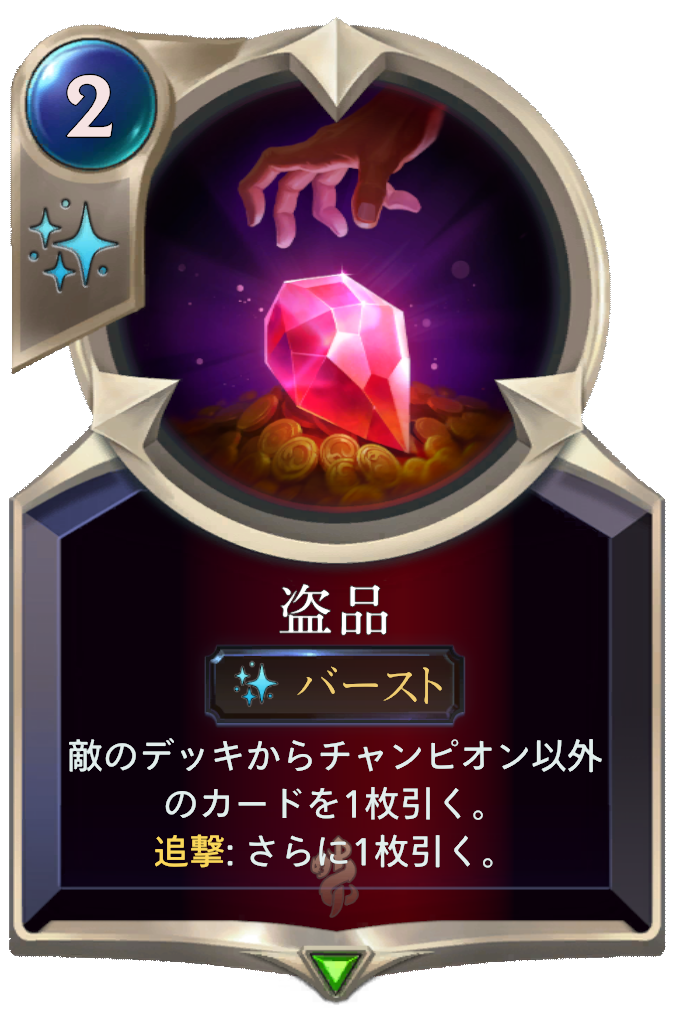 2
盗品
バースト
敵のデッキからチャンピオン以外
のカードを1枚引く。
追撃: さらに1枚引く。